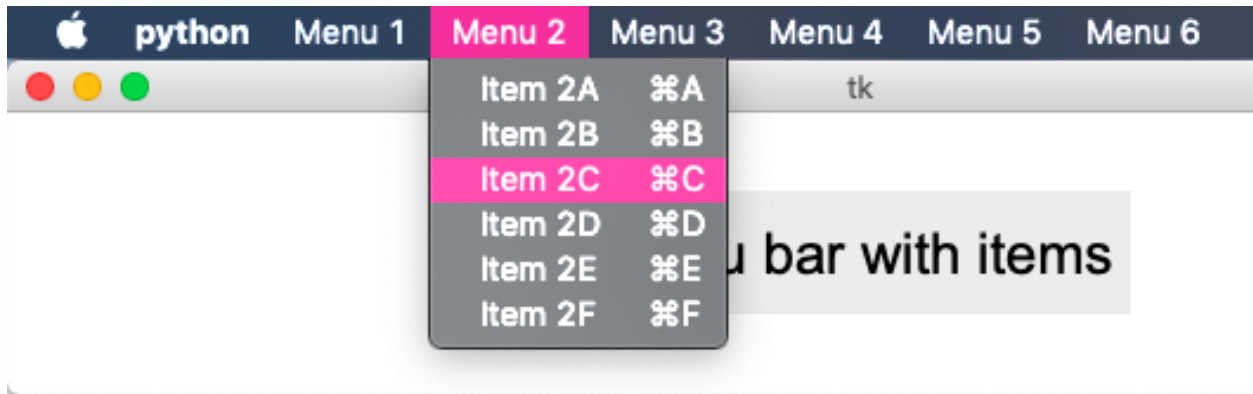 python Menu 1 Menu 2 Menu 3 Menu 4 Menu 5 Menu 6
tk
Item 2A ⌘A
Item 2B ⌘B
Item 2C ⌘C
Item 2D ⌘D
Item 2E ⌘E
Item 2F ⌘F
bar with items